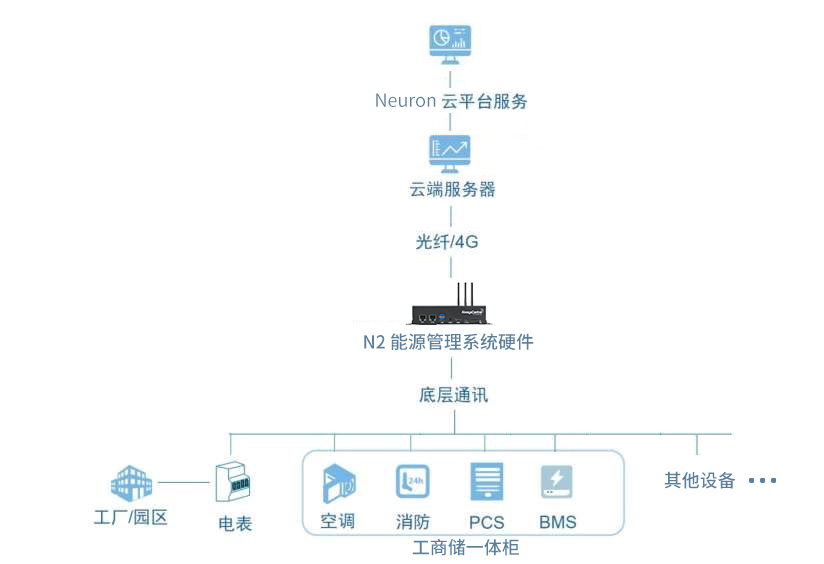 Neuron 云平台服务
云端服务器
光纤/4G
N2 能源管理系统硬件
底层通讯
其他设备 •••
24h
工厂/园区
电表
空调
消防
PCS
BMS
工商储一体柜